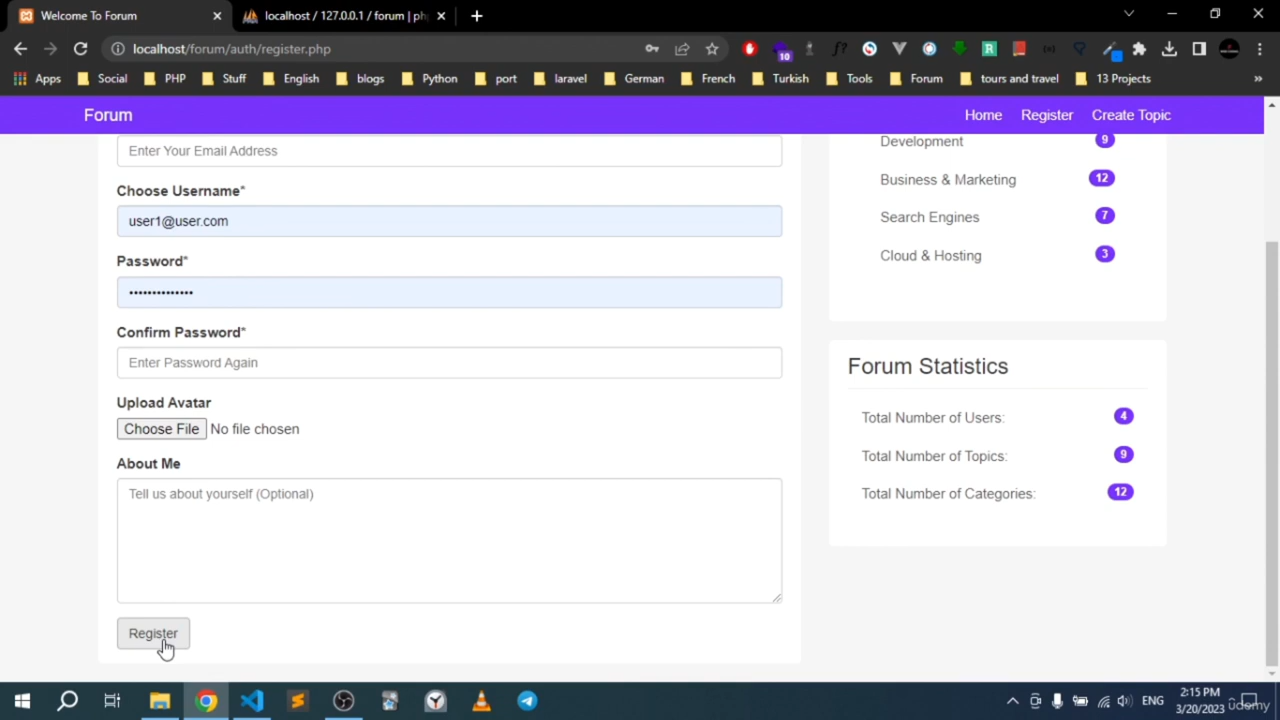 Welcome To Forum
localhost / 127.0.0.1 / forum | ph
localhost/forum/auth/register.php
10
f?
R
Apps Social PHP Stuff English blogs Python port laravel German French Turkish Tools Forum tours and travel 13 Projects »
Forum Home Register Create Topic
Enter Your Email Address
Choose Username*
user1@user.com
Password*
••••••••••••••
Confirm Password*
Enter Password Again
Upload Avatar
Choose File No file chosen
About Me
Tell us about yourself (Optional)
Register
Development 9
Business & Marketing 12
Search Engines 7
Cloud & Hosting 3
Forum Statistics
Total Number of Users: 4
Total Number of Topics: 9
Total Number of Categories: 12
ENG
2:15 PM
3/20/2023
ûdemy